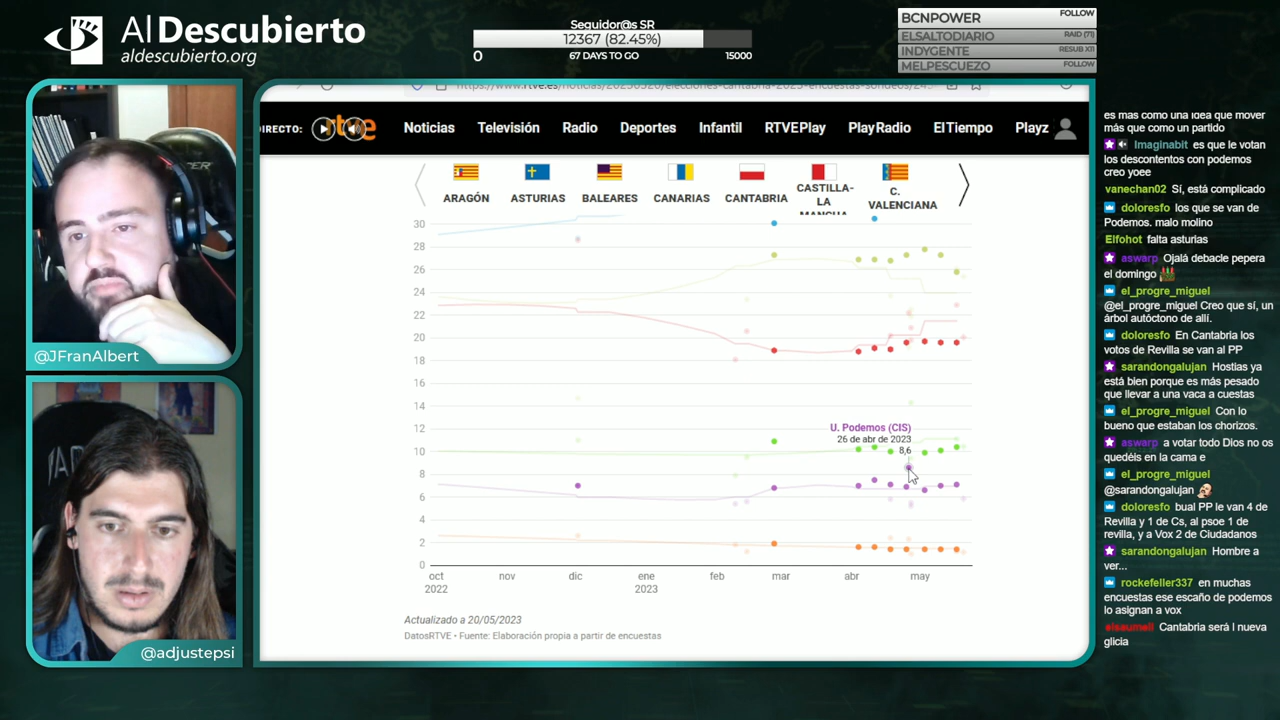 Al Descubierto
aldescubierto.org
Seguidor@s SR
12367 (82.45%)
0
67 DAYS TO GO
15000
BCNPOWER FOLLOW
ELSALTODIARIO RAID (71)
INDYGENTE RESUB X11
MELPESCUEZO FOLLOW
@JFranAlbert
@adjustepsi
DIRECTO:
rtve
Noticias
Televisión
Radio
Deportes
Infantil
RTVE Play
Play Radio
El Tiempo
Playz
ARAGÓN
ASTURIAS
BALEARES
CANARIAS
CANTABRIA
CASTILLA-
LA
MANCHA
C.
VALENCIANA
30
28
26
24
22
20
18
16
14
12
10
8
6
4
2
0
U. Podemos (CIS)
26 de abr de 2023
8,6
oct
2022
nov
dic
ene
2023
feb
mar
abr
may
Actualizado a 20/05/2023
DatosRTVE • Fuente: Elaboración propia a partir de encuestas
es mas como una idea que mover
más que como un partido
Imaginabit es que le votan
los descontentos con podemos
creo yoee
vanechan02 Sí, está complicado
doloresfo los que se van de
Podemos. malo molino
Elfohot falta asturias
aswarp Ojalá debacle pepera
el domingo
el_progre_miguel
@el_progre_miguel Creo que sí, un
árbol autóctono de allí.
doloresfo En Cantabria los
votos de Revilla se van al PP
sarandongalujan Hostias ya
está bien porque es más pesado
que llevar a una vaca a cuestas
el_progre_miguel Con lo
bueno que estaban los chorizos.
aswarp a votar todo Dios no os
quedéis en la cama e
el_progre_miguel
@sarandongalujan
doloresfo bual PP le van 4 de
Revilla y 1 de Cs, al psoe 1 de
revilla, y a Vox 2 de Ciudadanos
sarandongalujan Hombre a
ver...
rockefeller337 en muchas
encuestas ese escaño de podemos
lo asignan a vox
elsaumell Cantabria será l nueva
glicia